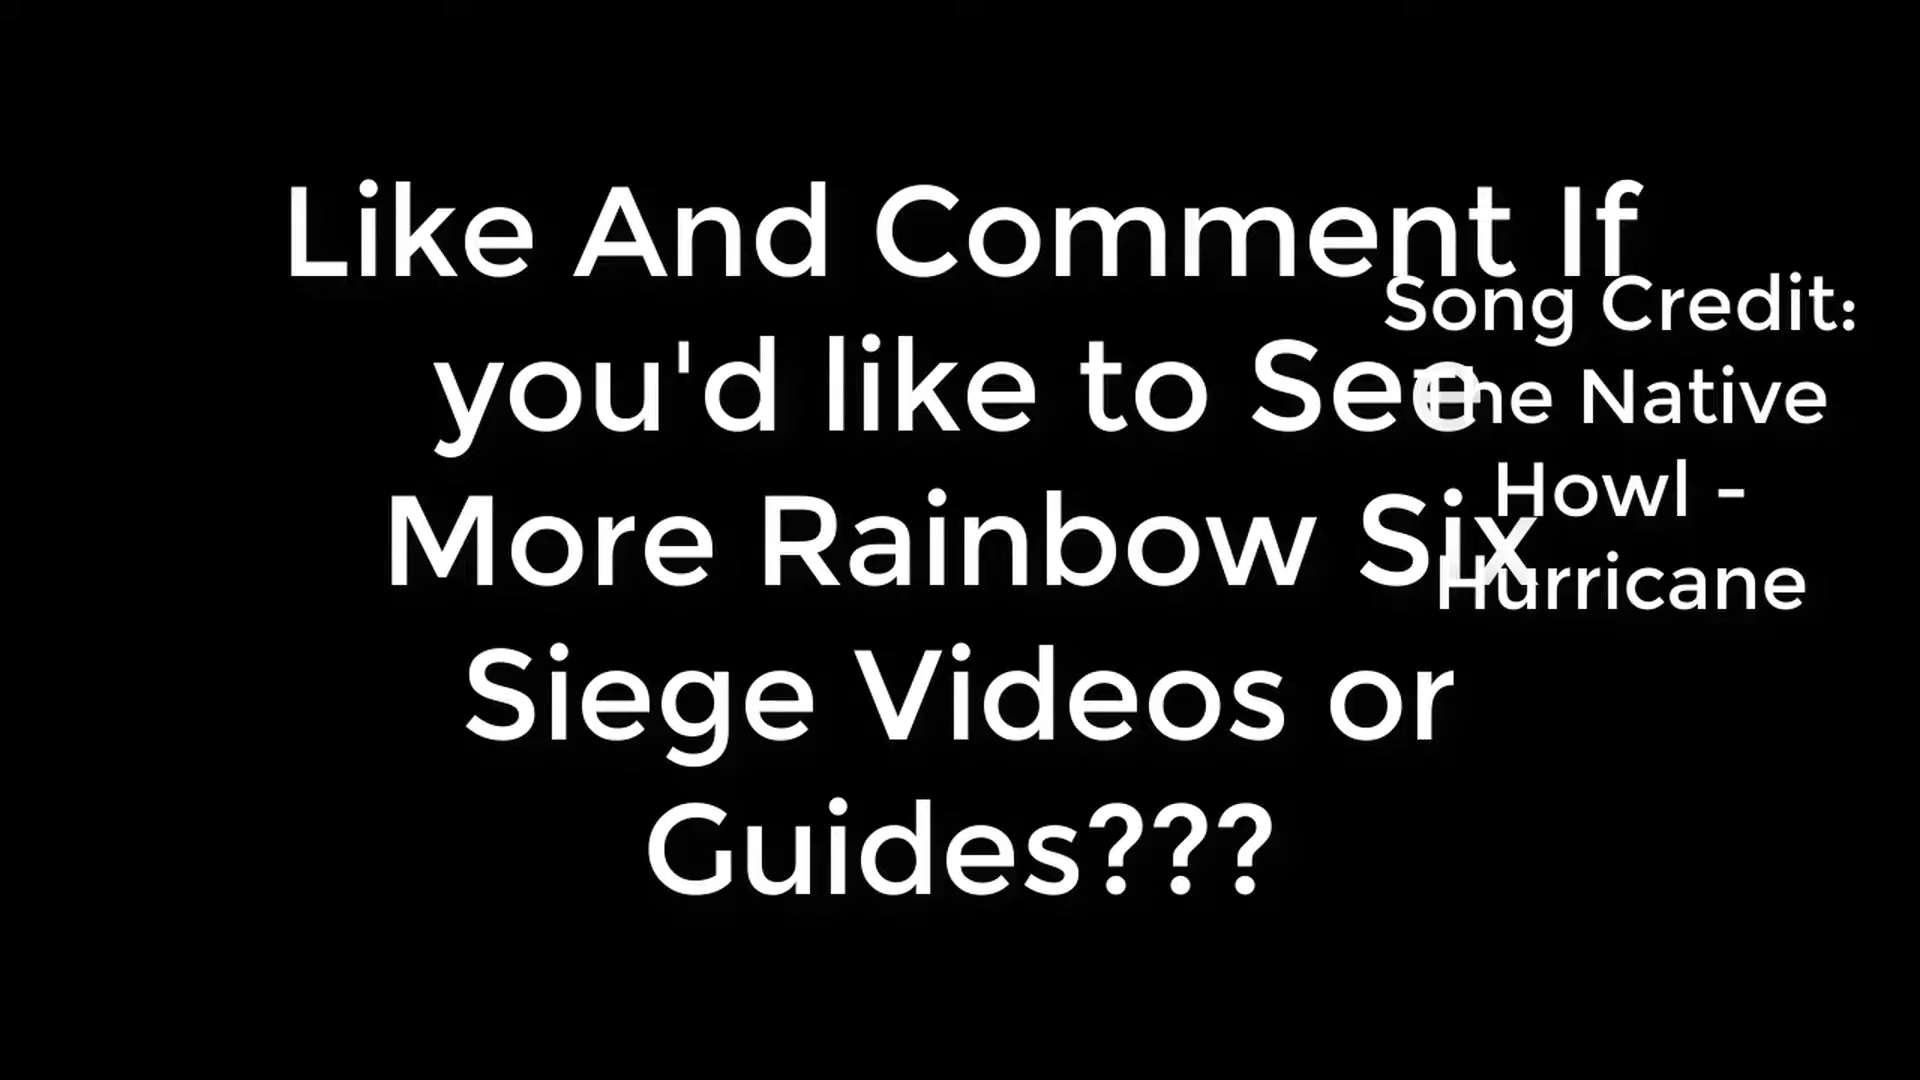 Like And Comment If
you'd like to See
More Rainbow Six
Siege Videos or
Guides???
Song Credit:
The Native
Howl -
Hurricane